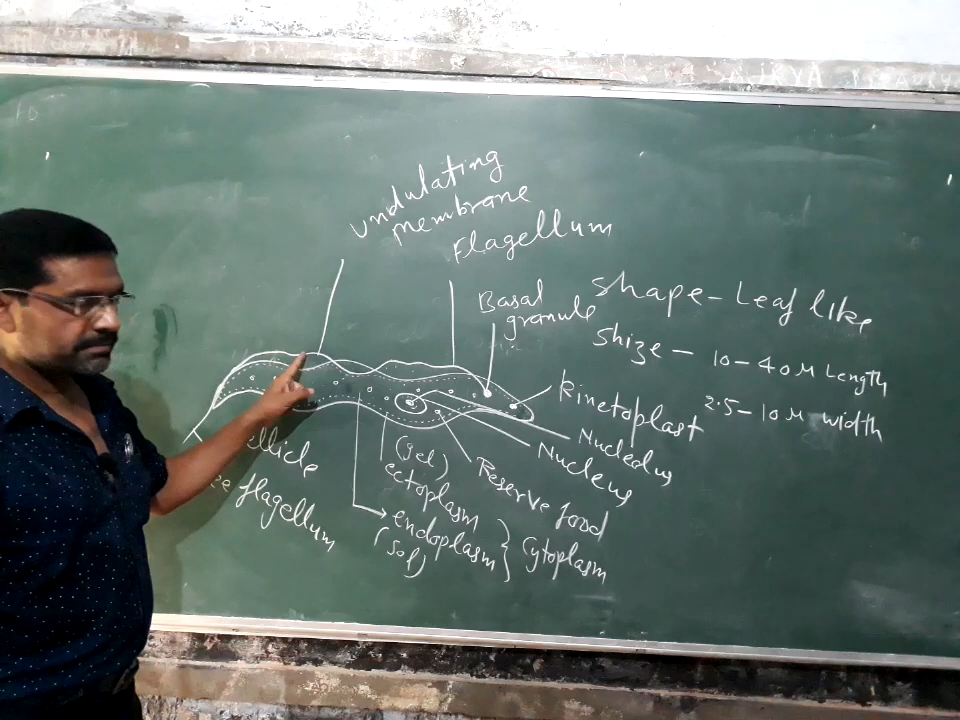 Undulating
membrane
Flagellum
Basal
granule
Shape - Leaf like
Shize - 10-40 M Length
2.5-10 M width
Kinetoplast
Nucleolus
Nucleus
Reserve food
(Gel)
ectoplasm
endoplasm
(Sol)
} Cytoplasm
ellicle
ee flagellum